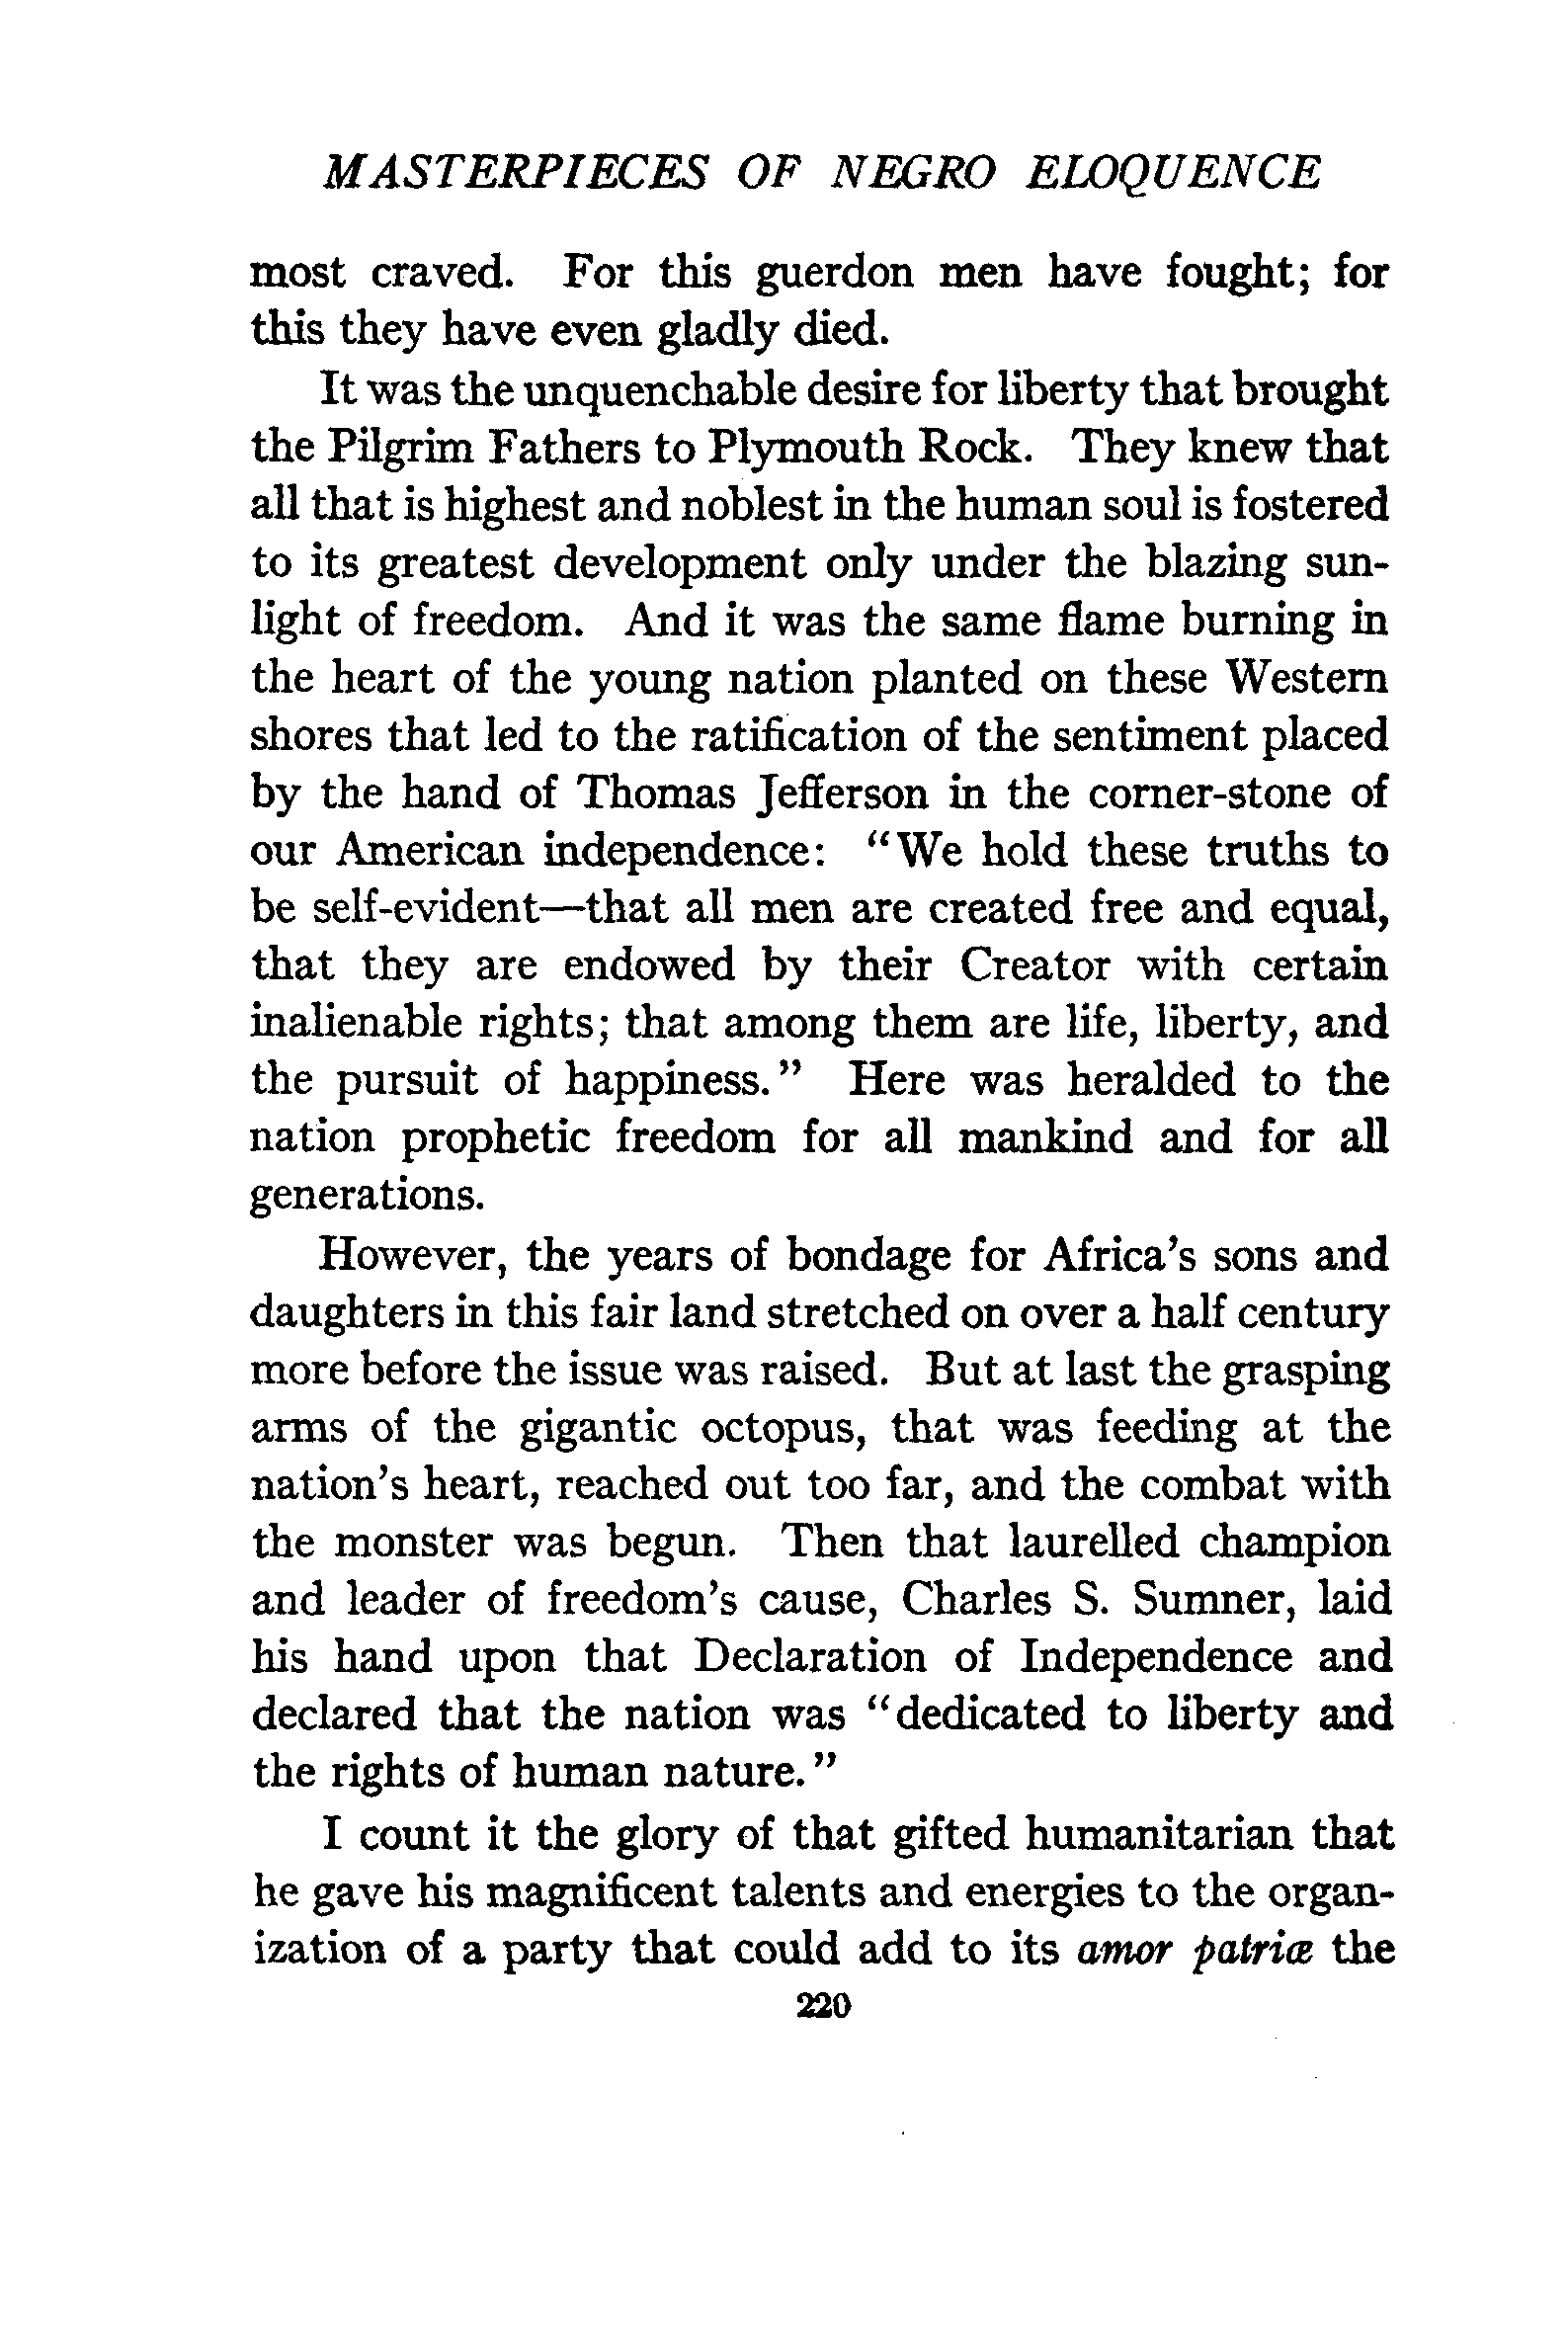 MASTERPIECES OF NEGRO ELOQUENCE
most craved. For this guerdon men have fought; for
this they have even gladly died.
It was the unquenchable desire for liberty that brought
the Pilgrim Fathers to Plymouth Rock. They knew that
all that is highest and noblest in the human soul is fostered
to its greatest development only under the blazing sun-
light of freedom. And it was the same flame burning in
the heart of the young nation planted on these Western
shores that led to the ratification of the sentiment placed
by the hand of Thomas Jefferson in the corner-stone of
our American independence: “We hold these truths to
be self-evident—that all men are created free and equal,
that they are endowed by their Creator with certain
inalienable rights; that among them are life, liberty, and
the pursuit of happiness.” Here was heralded to the
nation prophetic freedom for all mankind and for all
generations.
However, the years of bondage for Africa’s sons and
daughters in this fair land stretched on over a half century
more before the issue was raised. But at last the grasping
arms of the gigantic octopus, that was feeding at the
nation’s heart, reached out too far, and the combat with
the monster was begun. Then that laurelled champion
and leader of freedom’s cause, Charles S. Sumner, laid
his hand upon that Declaration of Independence and
declared that the nation was “dedicated to liberty and
the rights of human nature.”
I count it the glory of that gifted humanitarian that
he gave his magnificent talents and energies to the organ-
ization of a party that could add to its amor patriæ the
220